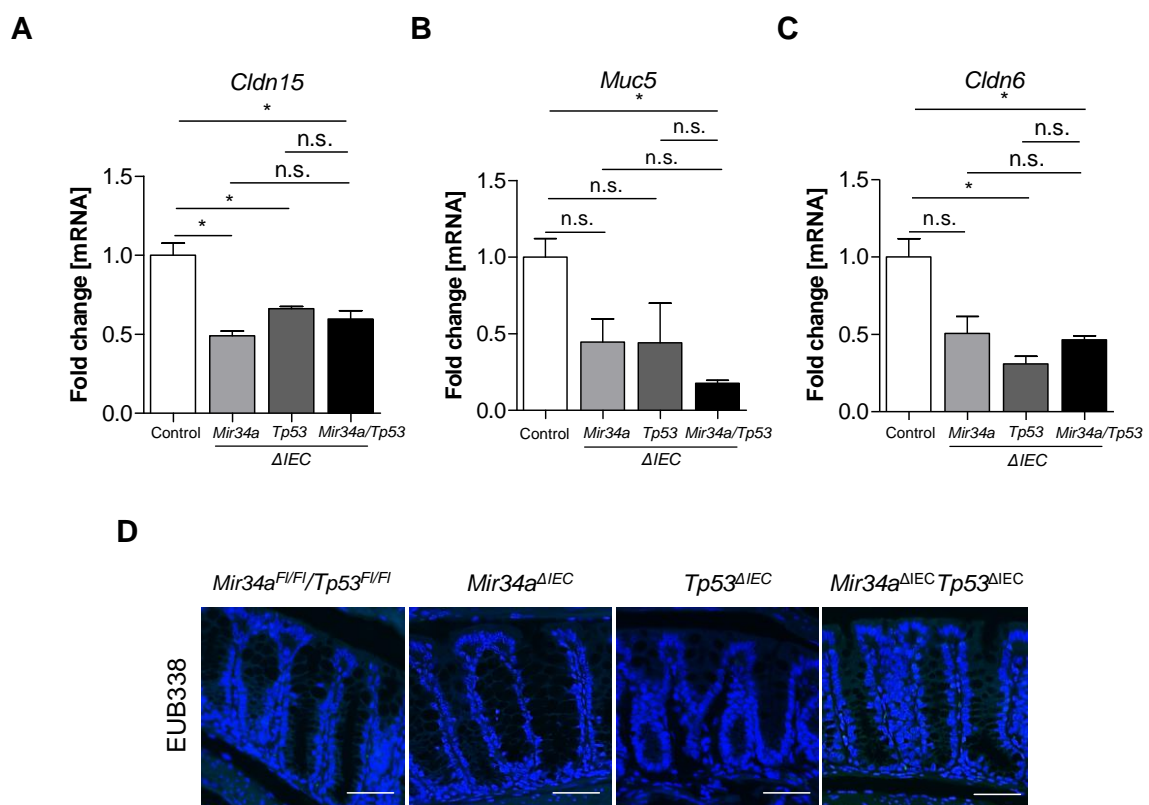 A
B
C
Cldn15
*
n.s.
n.s.
*
*
Fold change [mRNA]
1.5
1.0
0.5
0.0
Control
Mir34a
Tp53
Mir34a/Tp53
ΔIEC
Muc5
*
n.s.
n.s.
n.s.
n.s.
Fold change [mRNA]
1.5
1.0
0.5
0.0
Control
Mir34a
Tp53
Mir34a/Tp53
ΔIEC
Cldn6
*
n.s.
n.s.
*
n.s.
Fold change [mRNA]
1.5
1.0
0.5
0.0
Control
Mir34a
Tp53
Mir34a/Tp53
ΔIEC
D
Mir34aFl/Fl/Tp53Fl/Fl
Mir34aΔIEC
Tp53ΔIEC
Mir34aΔIECTp53ΔIEC
EUB338